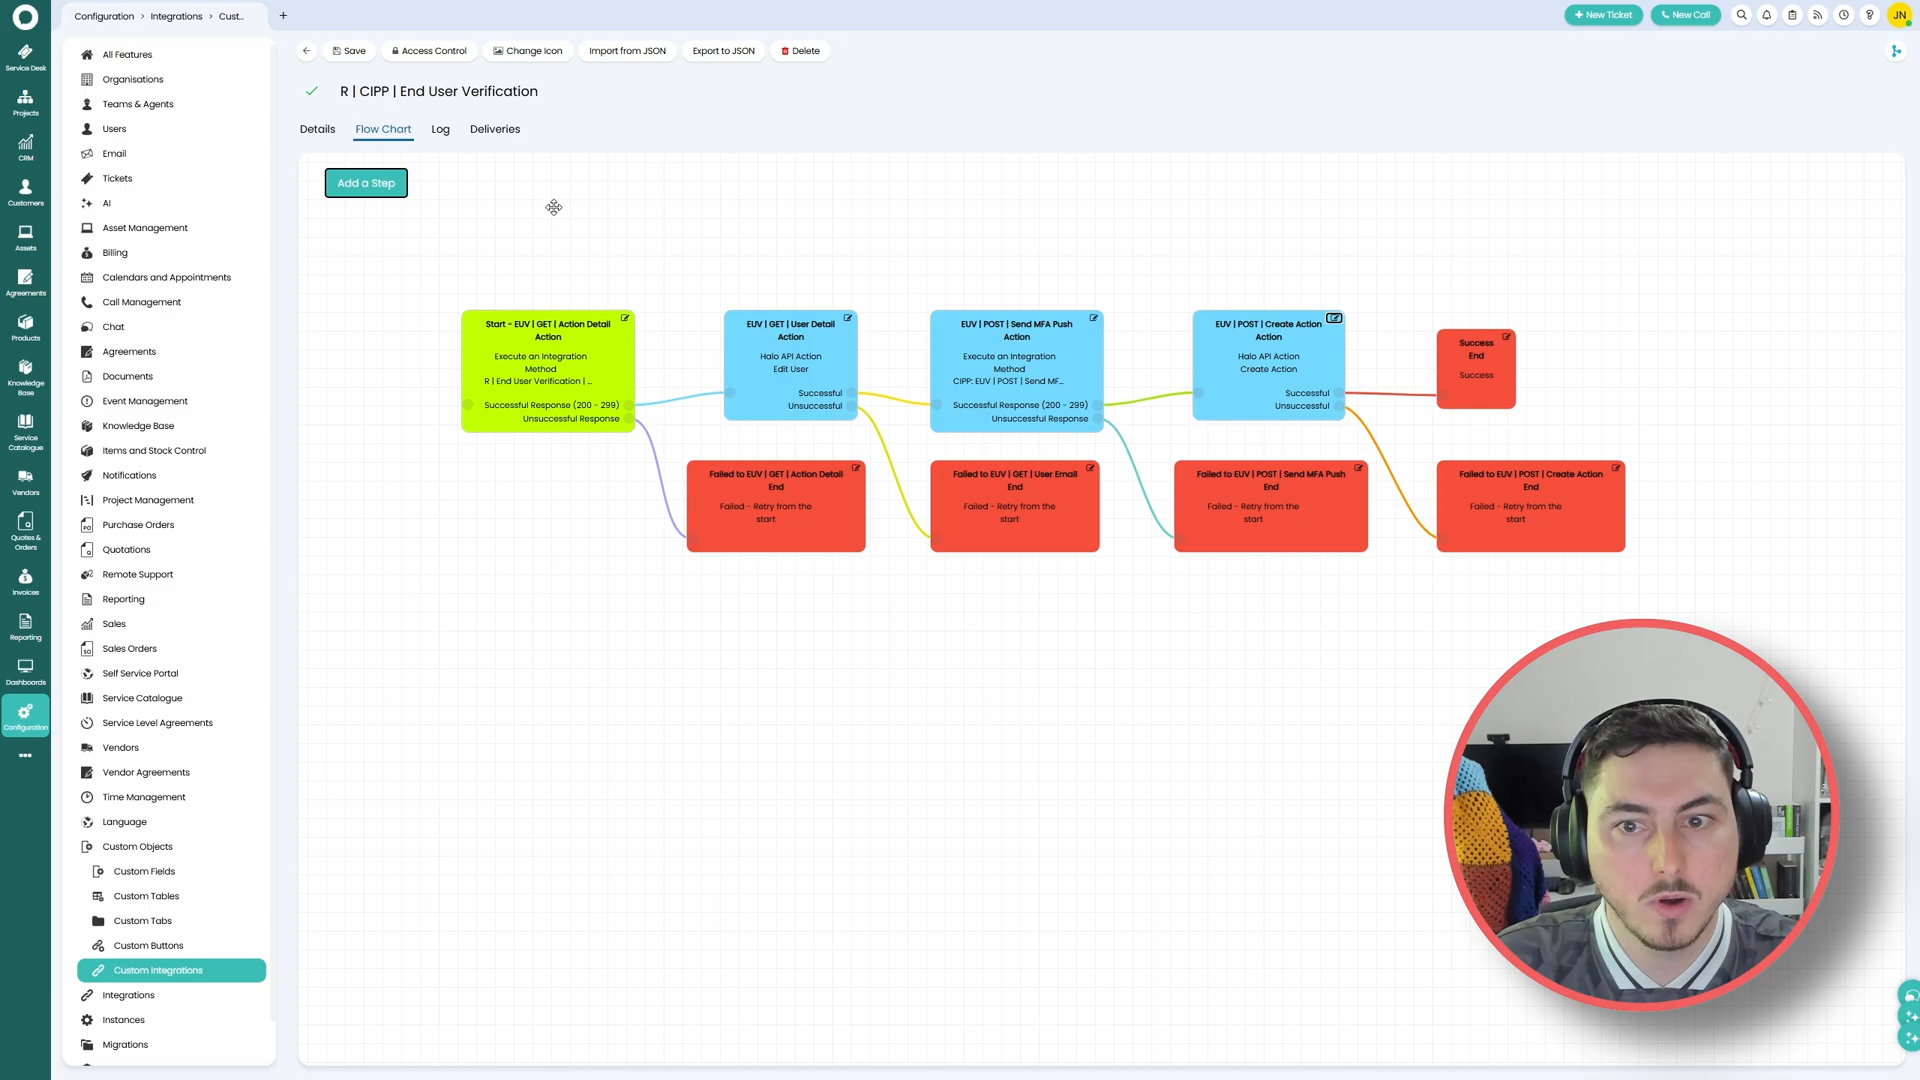 Configuration > Integrations > Cust...
+
+ New Ticket
New Call
JN
Service Desk
Projects
CRM
Customers
Assets
Agreements
Products
Knowledge
Base
Service
Catalogue
Vendors
Quotes &
Orders
Invoices
Reporting
Dashboards
Configuration
All Features
Organisations
Teams & Agents
Users
Email
Tickets
AI
Asset Management
Billing
Calendars and Appointments
Call Management
Chat
Agreements
Documents
Event Management
Knowledge Base
Items and Stock Control
Notifications
Project Management
Purchase Orders
Quotations
Remote Support
Reporting
Sales
Sales Orders
Self Service Portal
Service Catalogue
Service Level Agreements
Vendors
Vendor Agreements
Time Management
Language
Custom Objects
Custom Fields
Custom Tables
Custom Tabs
Custom Buttons
Custom Integrations
Integrations
Instances
Migrations
Save
Access Control
Change Icon
Import from JSON
Export to JSON
Delete
R | CIPP | End User Verification
Details
Flow Chart
Log
Deliveries
Add a Step
Start - EUV | GET | Action Detail
Action
Execute an Integration
Method
R | End User Verification | ...
Successful Response (200 - 299)
Unsuccessful Response
EUV | GET | User Detail
Action
Halo API Action
Edit User
Successful
Unsuccessful
EUV | POST | Send MFA Push
Action
Execute an Integration
Method
CIPP: EUV | POST | Send MF...
Successful Response (200 - 299)
Unsuccessful Response
EUV | POST | Create Action
Action
Halo API Action
Create Action
Successful
Unsuccessful
Success
End
Success
Failed to EUV | GET | Action Detail
End
Failed - Retry from the
start
Failed to EUV | GET | User Email
End
Failed - Retry from the
start
Failed to EUV | POST | Send MFA Push
End
Failed - Retry from the
start
Failed to EUV | POST | Create Action
End
Failed - Retry from the
start